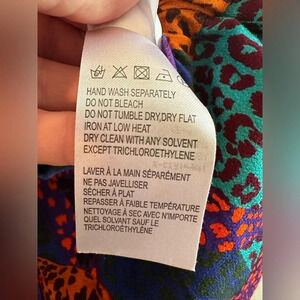 HAND WASH SEPARATELY
DO NOT BLEACH
DO NOT TUMBLE DRY,DRY FLAT
IRON AT LOW HEAT
DRY CLEAN WITH ANY SOLVENT
EXCEPT TRICHLOROETHYLENE
LAVER À LA MAIN SÉPARÉMENT
NE PAS JAVELLISER
SÉCHER À PLAT
REPASSER À FAIBLE TEMPÉRATURE
NETTOYAGE À SEC AVEC N'IMPORTE
QUEL SOLVANT SAUF LE
TRICHLOROÉTHYLÈNE